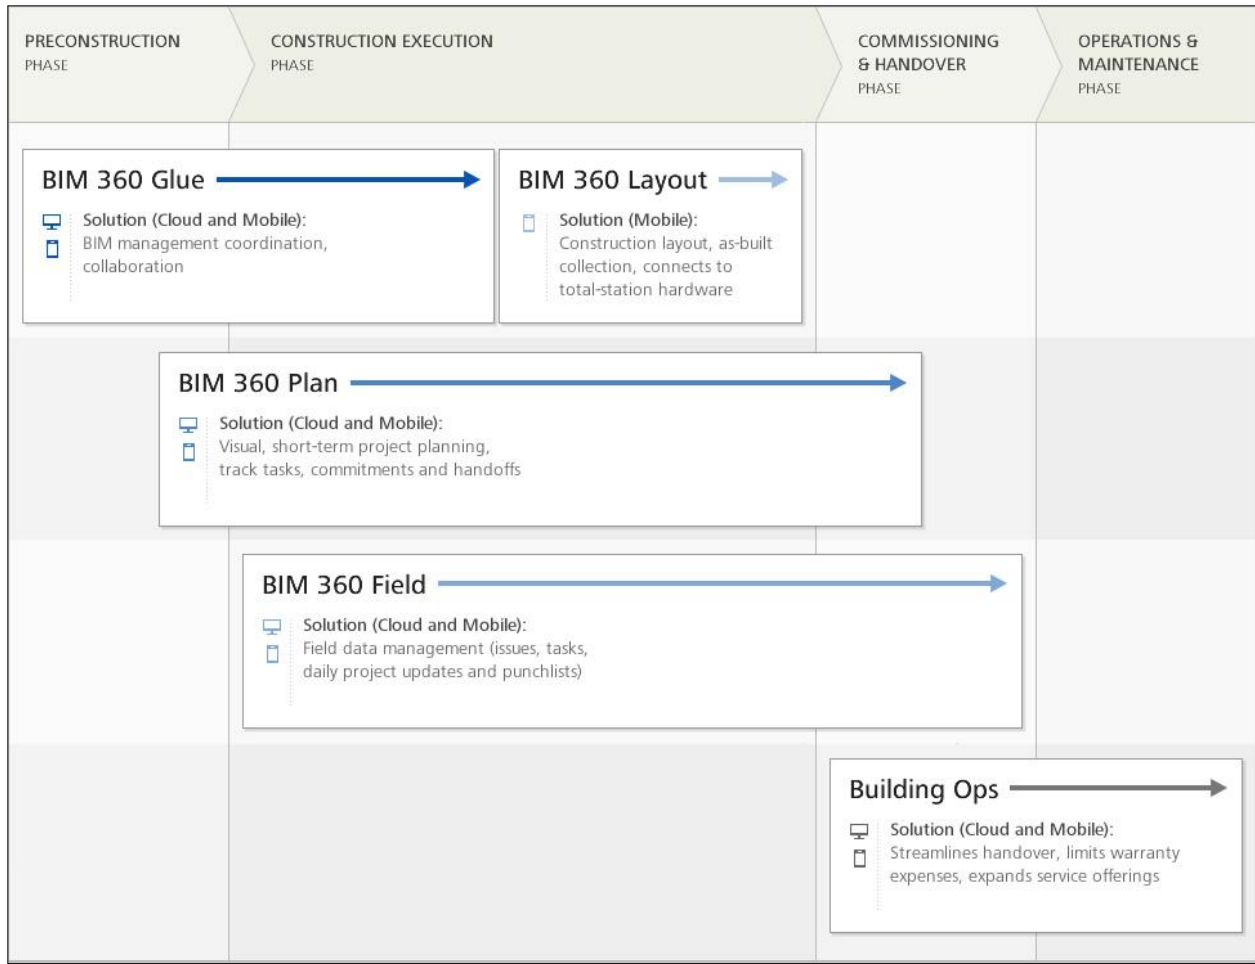 PRECONSTRUCTION
PHASE
CONSTRUCTION EXECUTION
PHASE
COMMISSIONING
& HANDOVER
PHASE
OPERATIONS &
MAINTENANCE
PHASE
BIM 360 Glue
Solution (Cloud and Mobile):
BIM management coordination,
collaboration
BIM 360 Layout
Solution (Mobile):
Construction layout, as-built
collection, connects to
total-station hardware
BIM 360 Plan
Solution (Cloud and Mobile):
Visual, short-term project planning,
track tasks, commitments and handoffs
BIM 360 Field
Solution (Cloud and Mobile):
Field data management (issues, tasks,
daily project updates and punchlists)
Building Ops
Solution (Cloud and Mobile):
Streamlines handover, limits warranty
expenses, expands service offerings